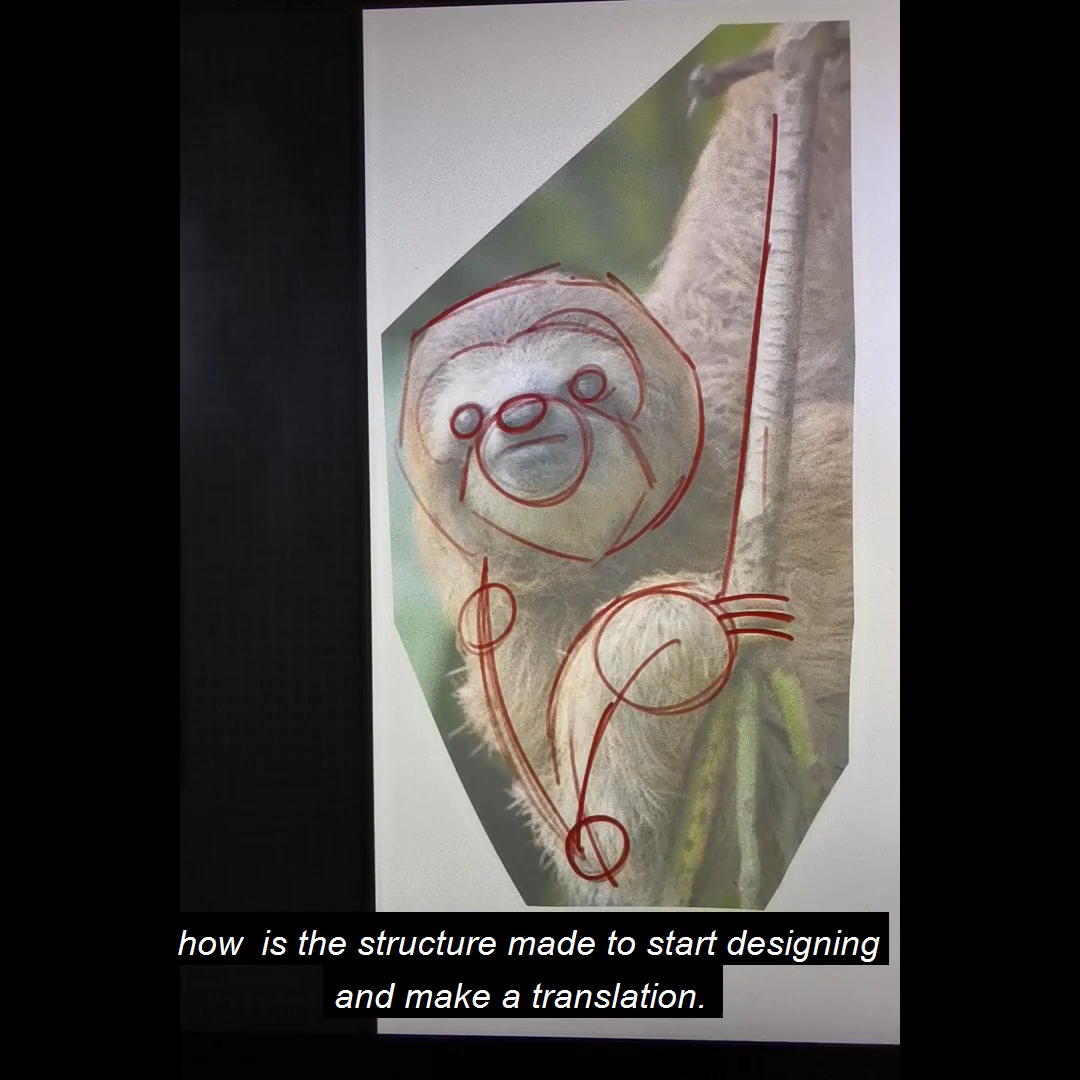 how  is the structure made to start designing
and make a translation.